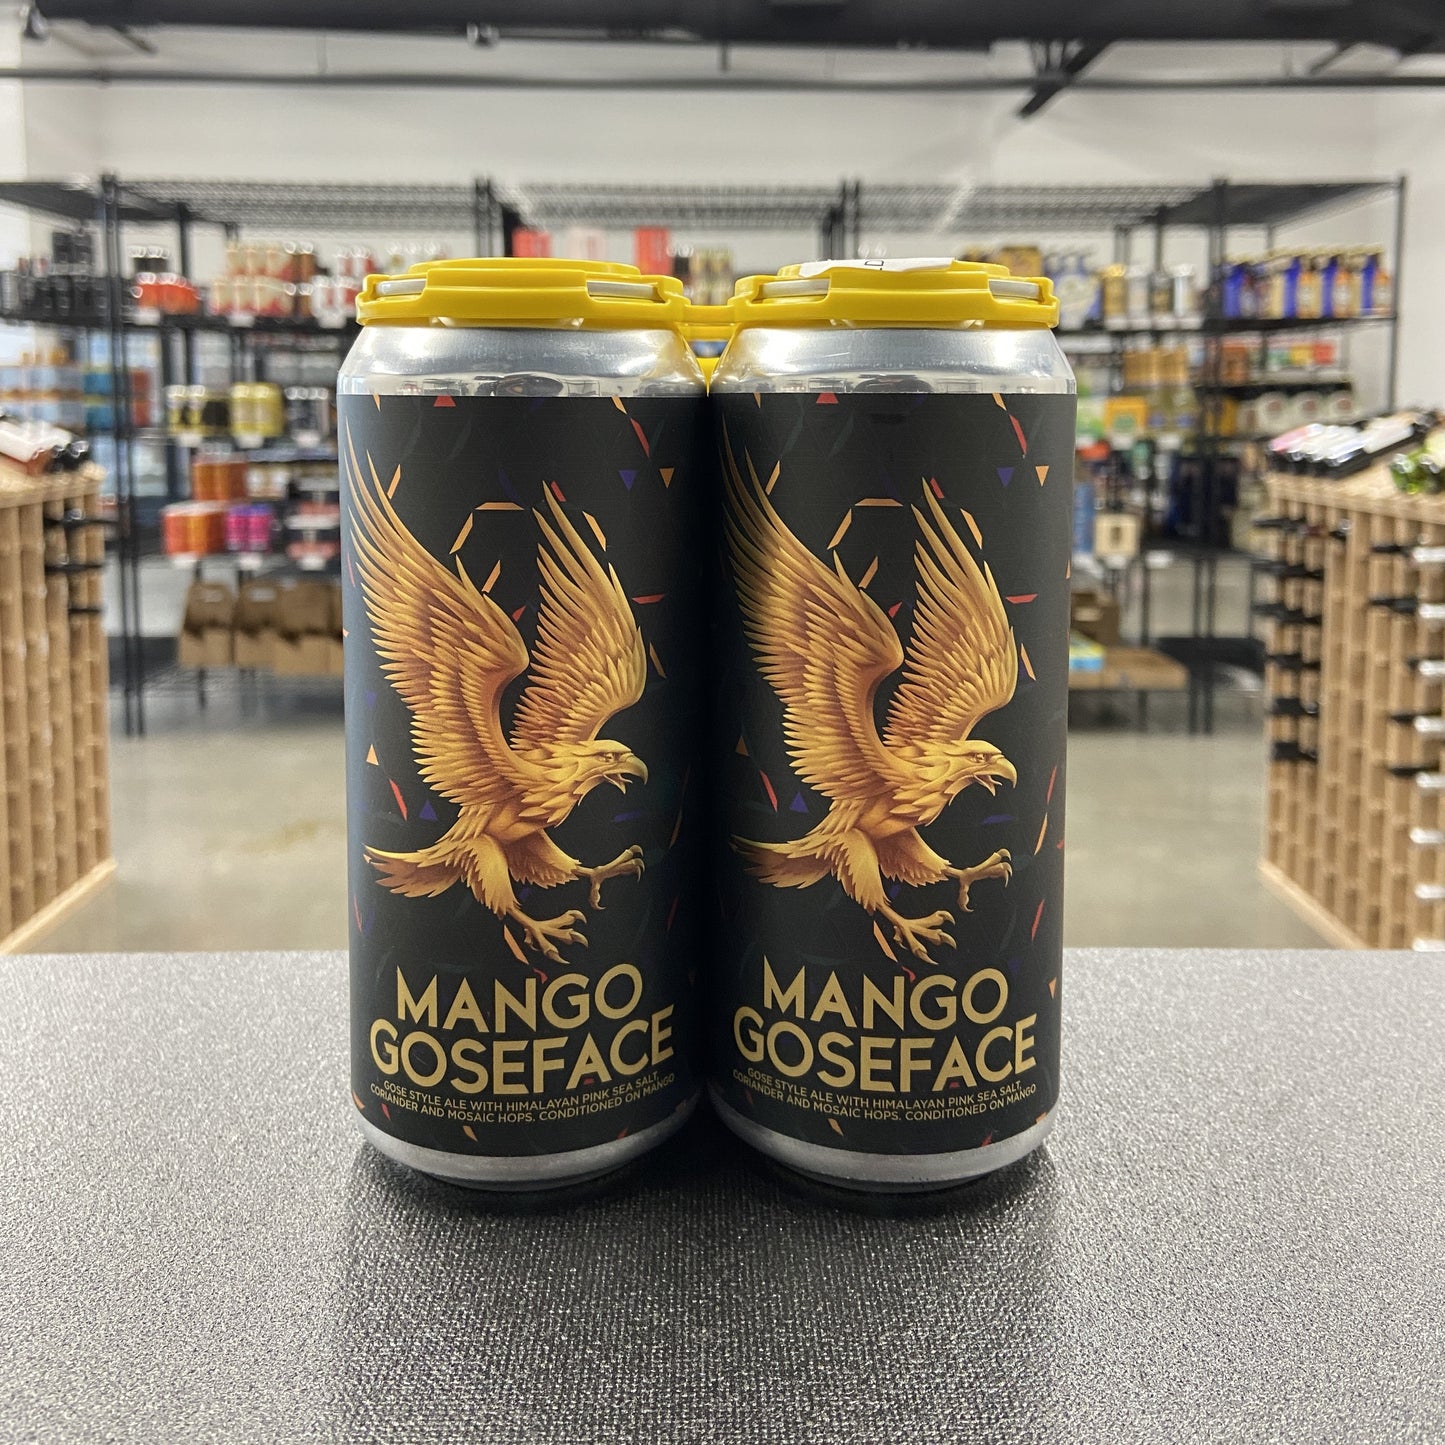 MANGO
GOSEFACE
GOSE STYLE ALE WITH HIMALAYAN PINK SEA SALT,
CORIANDER AND MOSAIC HOPS. CONDITIONED ON MANGO
MANGO
GOSEFACE
GOSE STYLE ALE WITH HIMALAYAN PINK SEA SALT,
CORIANDER AND MOSAIC HOPS. CONDITIONED ON MANGO